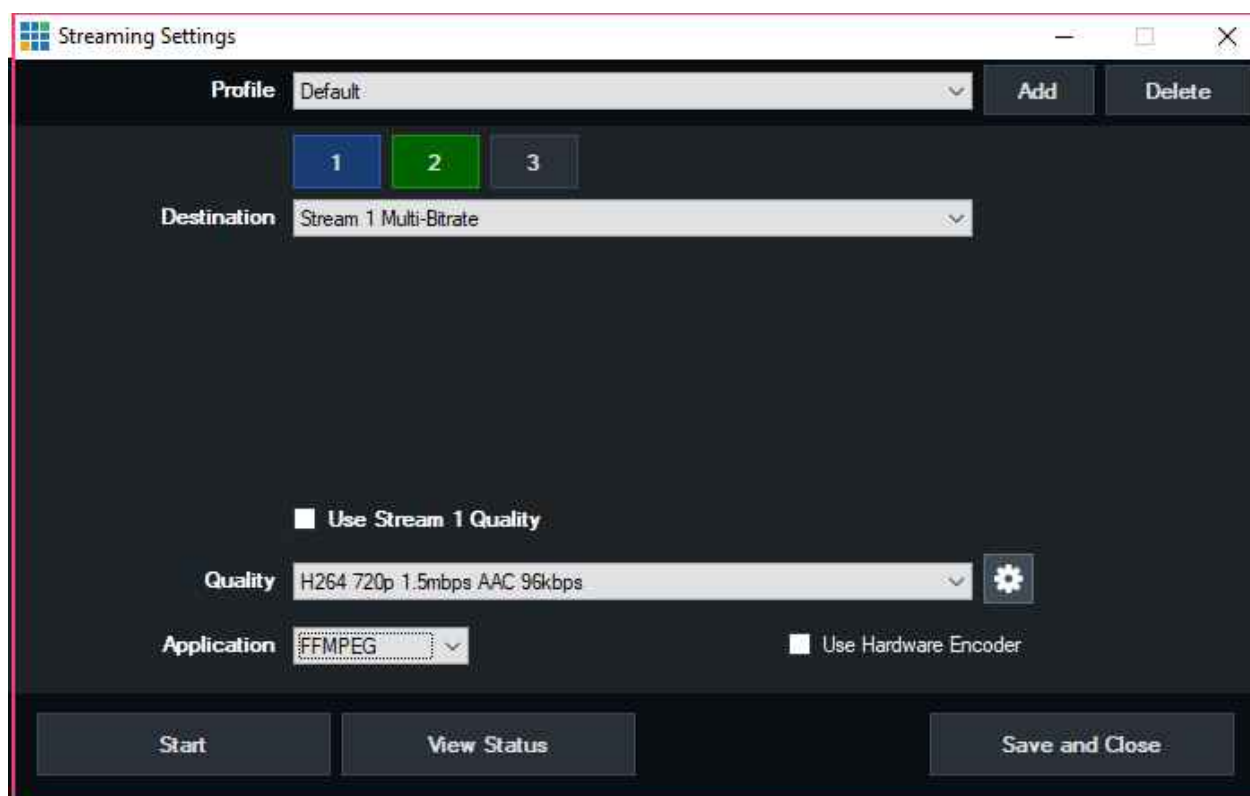 Streaming Settings
Profile Default Add Delete
1 2 3
Destination Stream 1 Multi-Bitrate
Use Stream 1 Quality
Quality H264 720p 1.5mbps AAC 96kbps
Application FFMPEG Use Hardware Encoder
Start View Status Save and Close